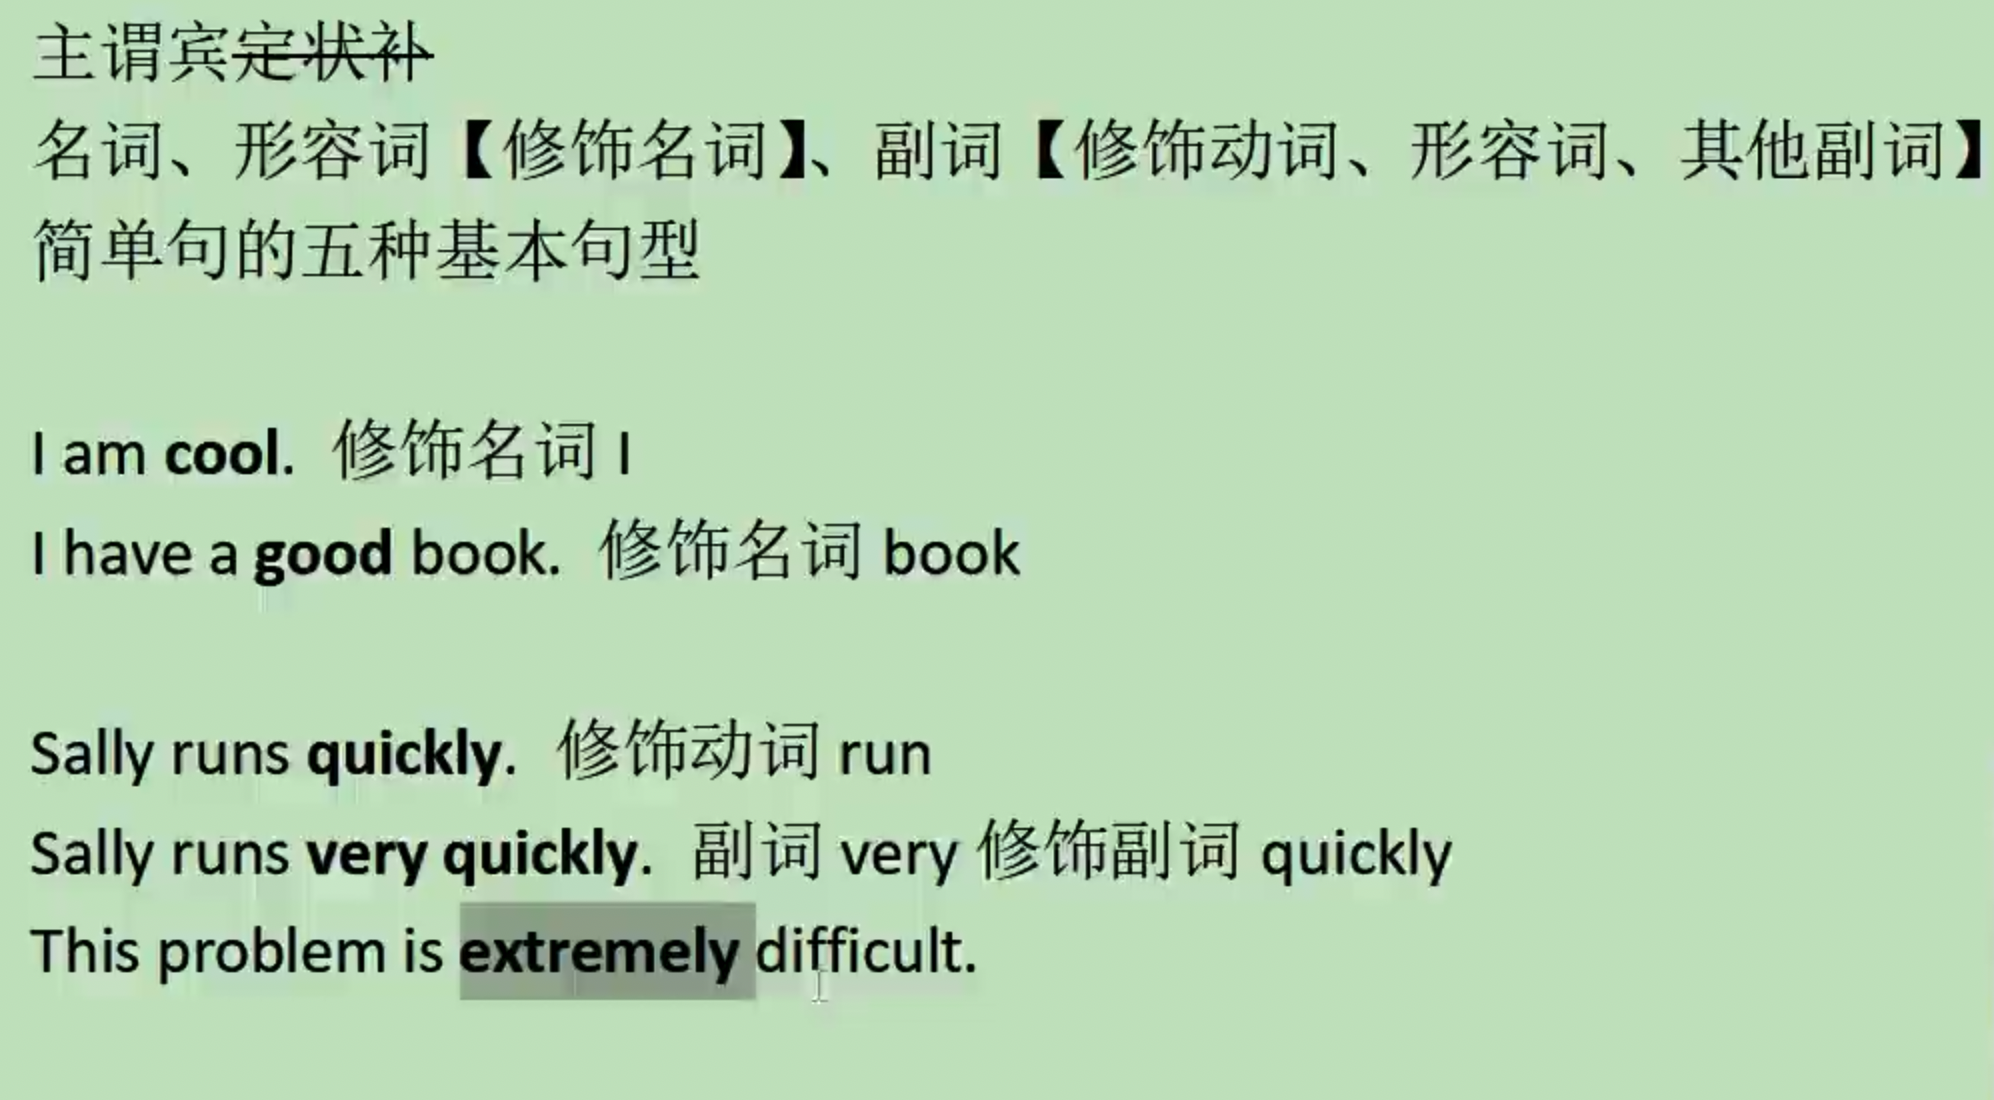 主谓宾定状补
名词、形容词【修饰名词】、副词【修饰动词、形容词、其他副词】
简单句的五种基本句型
I am cool. 修饰名词 I
I have a good book. 修饰名词 book
Sally runs quickly. 修饰动词 run
Sally runs very quickly. 副词 very 修饰副词 quickly
This problem is extremely difficult.